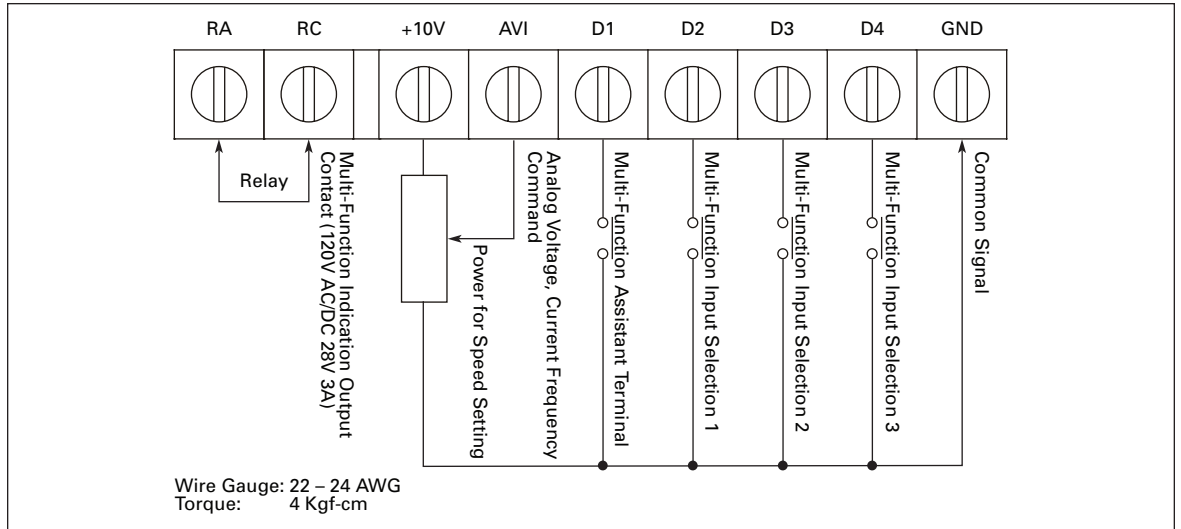 RA RC +10V AVI D1 D2 D3 D4 GND
Relay
Multi-Function Indication Output
Contact (120V AC/DC 28V 3A)
Power for Speed Setting
Analog Voltage, Current Frequency
Command
Multi-Function Assistant Terminal
Multi-Function Input Selection 1
Multi-Function Input Selection 2
Multi-Function Input Selection 3
Common Signal
Wire Gauge: 22 – 24 AWG
Torque: 4 Kgf-cm